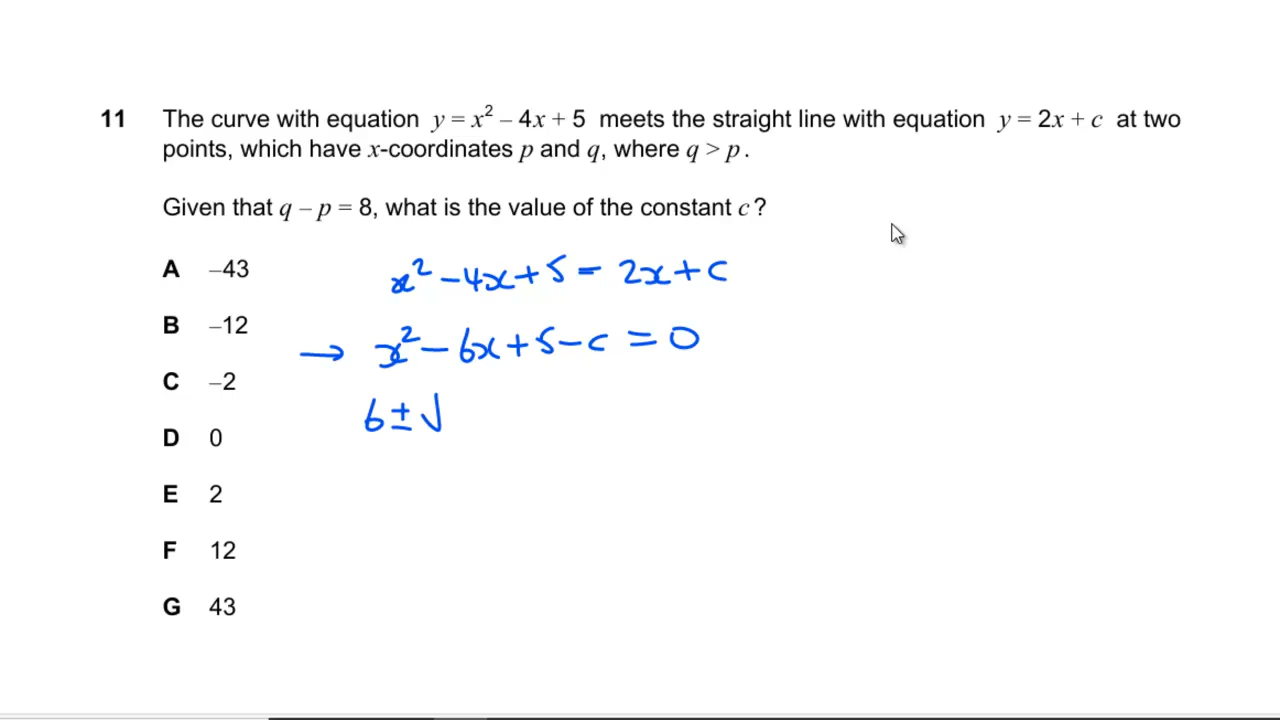 11 The curve with equation y = x² – 4x + 5 meets the straight line with equation y = 2x + c at two
points, which have x-coordinates p and q, where q > p.
Given that q – p = 8, what is the value of the constant c?
A –43
x² – 4x + 5 = 2x + c
B –12
→ x² – 6x + 5 – c = 0
C –2
6 ± √
D 0
E 2
F 12
G 43